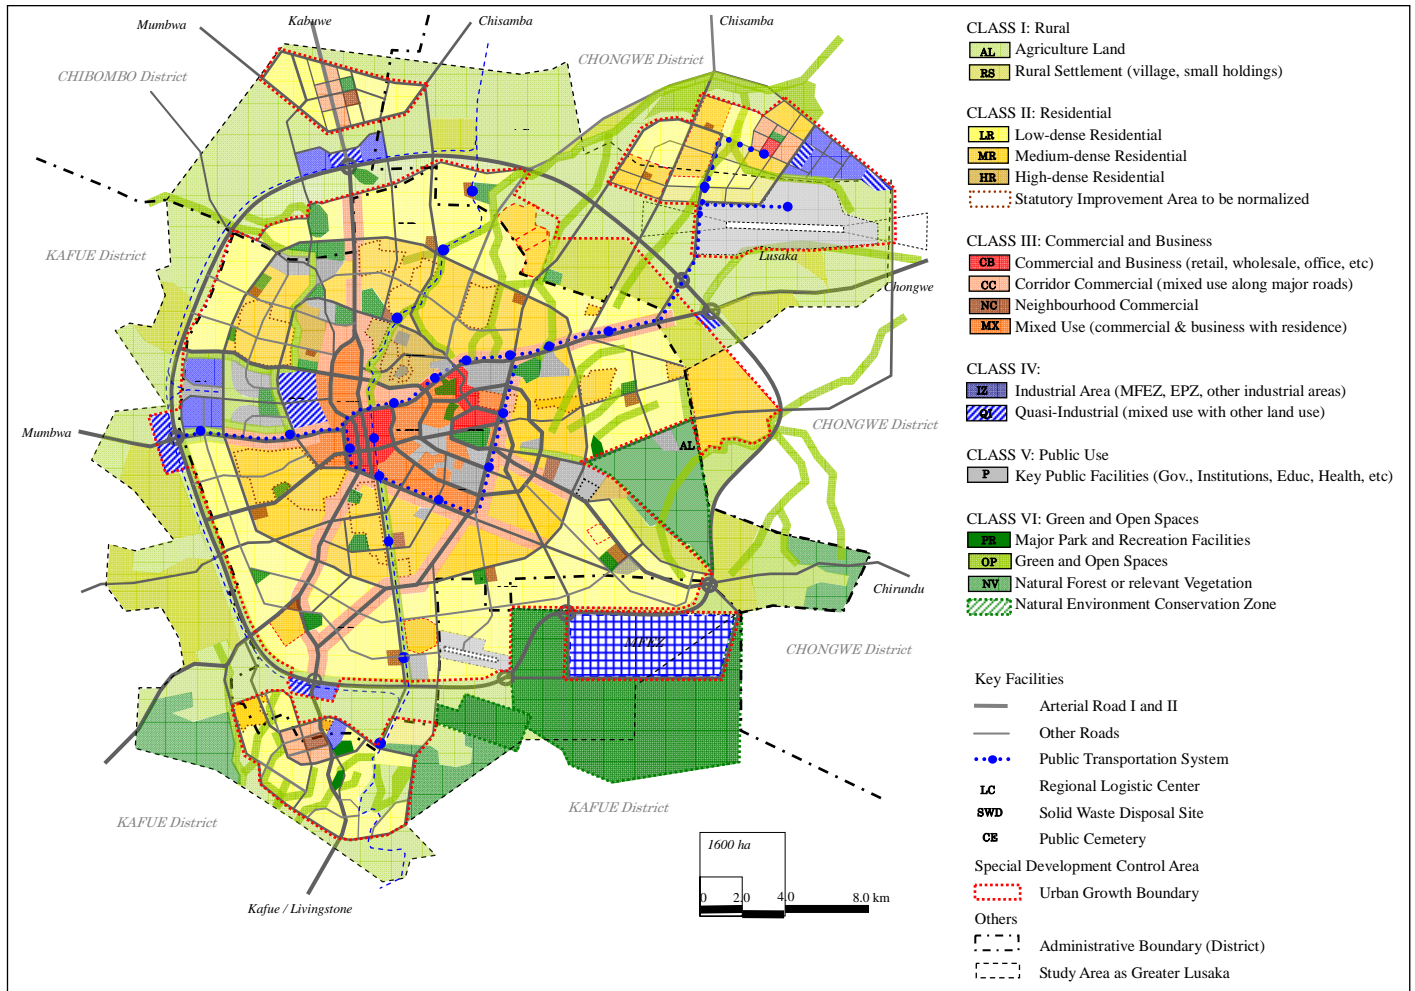 Mumbwa
Kabuwe
Chisamba
Chisamba
CHIBOMBO District
CHONGWE District
KAFUE District
Lusaka
Chongwe
Mumbwa
AL
CHONGWE District
Chirundu
MFEZ
CHONGWE District
KAFUE District
KAFUE District
Kafue / Livingstone
1600 ha
0 2.0 4.0 8.0 km
CLASS I: Rural
AL Agriculture Land
RS Rural Settlement (village, small holdings)
CLASS II: Residential
LR Low-dense Residential
MR Medium-dense Residential
HR High-dense Residential
Statutory Improvement Area to be normalized
CLASS III: Commercial and Business
CB Commercial and Business (retail, wholesale, office, etc)
CC Corridor Commercial (mixed use along major roads)
NC Neighbourhood Commercial
MX Mixed Use (commercial & business with residence)
CLASS IV:
IZ Industrial Area (MFEZ, EPZ, other industrial areas)
QI Quasi-Industrial (mixed use with other land use)
CLASS V: Public Use
P Key Public Facilities (Gov., Institutions, Educ, Health, etc)
CLASS VI: Green and Open Spaces
PR Major Park and Recreation Facilities
OP Green and Open Spaces
NV Natural Forest or relevant Vegetation
Natural Environment Conservation Zone
Key Facilities
Arterial Road I and II
Other Roads
Public Transportation System
LC Regional Logistic Center
SWD Solid Waste Disposal Site
CE Public Cemetery
Special Development Control Area
Urban Growth Boundary
Others
Administrative Boundary (District)
Study Area as Greater Lusaka